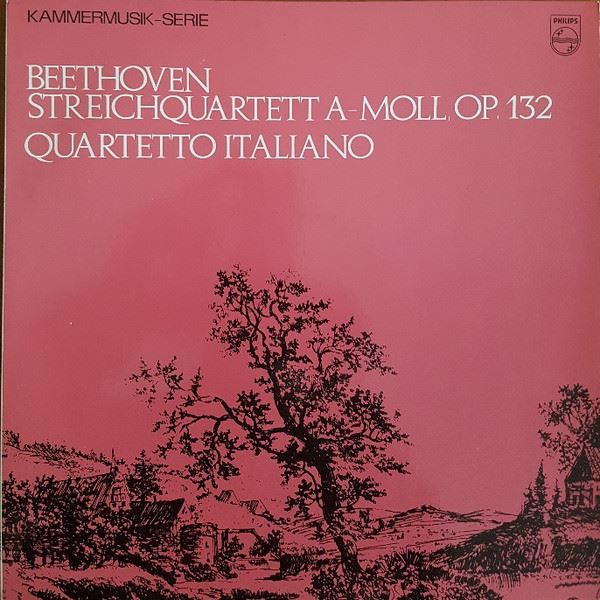 KAMMERMUSIK-SERIE
PHILIPS
BEETHOVEN
STREICHQUARTETT A-MOLL, OP. 132
QUARTETTO ITALIANO